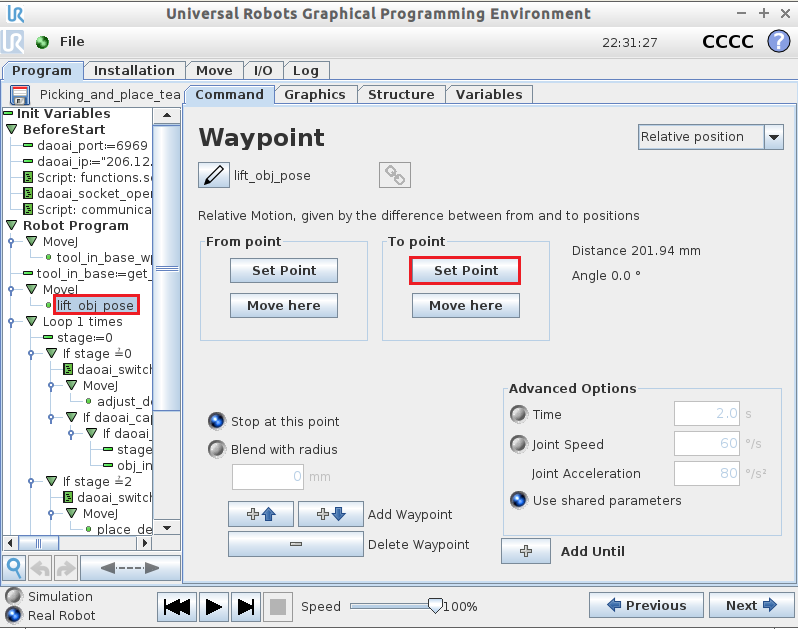 Universal Robots Graphical Programming Environment
File
22:31:27
CCCC
?
Program
Installation
Move
I/O
Log
Picking_and_place_tea
Command
Graphics
Structure
Variables
Init Variables
BeforeStart
daoai_port:=6969
daoai_ip:="206.12.
Script: functions.s
daoai_socket_ope
Script: communica
Robot Program
MoveJ
tool_in_base_w
tool_in_base:=get_
MoveJ
lift_obj_pose
Loop 1 times
stage:=0
If stage ≟0
daoai_switch
MoveJ
adjust_d
If daoai_ca
If daoai_
stage
obj_in
If stage ≟2
daoai_switch
MoveJ
place_de
Waypoint
Relative position
lift_obj_pose
Relative Motion, given by the difference between from and to positions
From point
Set Point
Move here
To point
Set Point
Move here
Distance 201.94 mm
Angle 0.0 °
Stop at this point
Blend with radius
0 mm
Add Waypoint
Delete Waypoint
Advanced Options
Time 2.0 s
Joint Speed 60 °/s
Joint Acceleration 80 °/s²
Use shared parameters
Add Until
Simulation
Real Robot
Speed 100%
Previous
Next